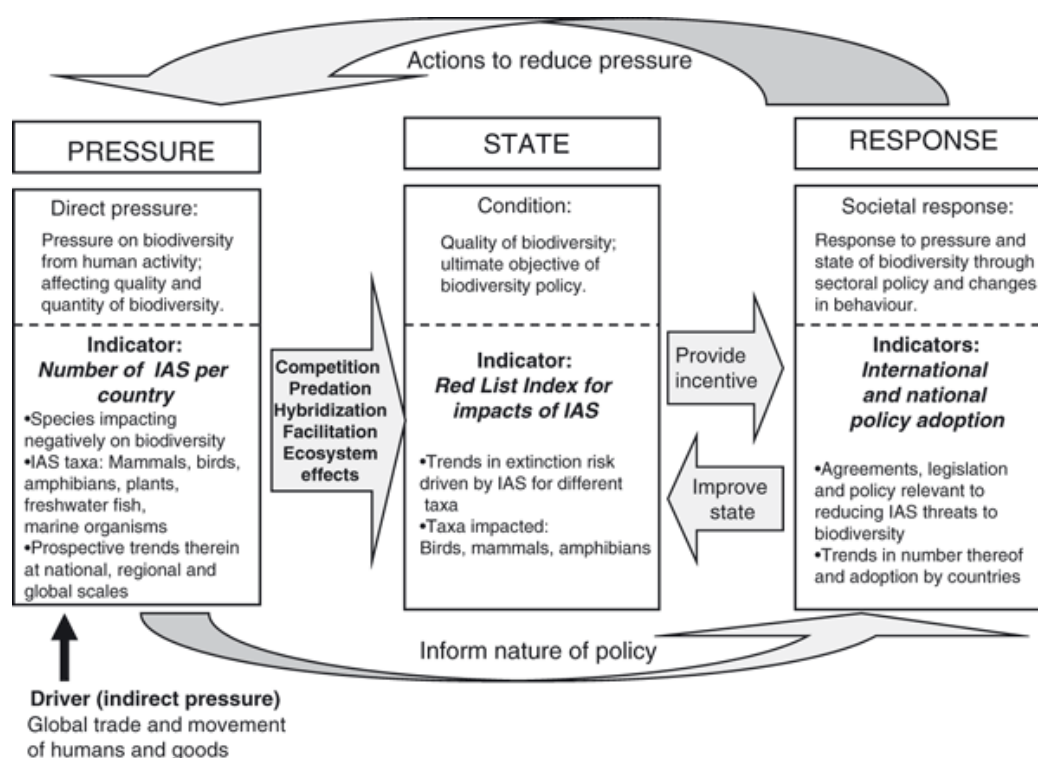 Actions to reduce pressure
PRESSURE
Direct pressure:
Pressure on biodiversity
from human activity;
affecting quality and
quantity of biodiversity.
Indicator:
Number of IAS per
country
•Species impacting
negatively on biodiversity
•IAS taxa: Mammals, birds,
amphibians, plants,
freshwater fish,
marine organisms
•Prospective trends therein
at national, regional and
global scales
Competition
Predation
Hybridization
Facilitation
Ecosystem
effects
STATE
Condition:
Quality of biodiversity;
ultimate objective of
biodiversity policy.
Indicator:
Red List Index for
impacts of IAS
•Trends in extinction risk
driven by IAS for different
taxa
•Taxa impacted:
Birds, mammals, amphibians
Provide
incentive
Improve
state
RESPONSE
Societal response:
Response to pressure and
state of biodiversity through
sectoral policy and changes
in behaviour.
Indicators:
International
and national
policy adoption
•Agreements, legislation
and policy relevant to
reducing IAS threats to
biodiversity
•Trends in number thereof
and adoption by countries
Inform nature of policy
Driver (indirect pressure)
Global trade and movement
of humans and goods